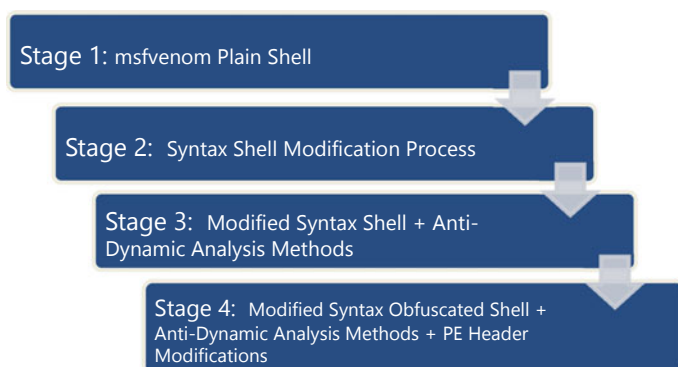 Stage 1: msfvenom Plain Shell
Stage 2: Syntax Shell Modification Process
Stage 3: Modified Syntax Shell + Anti-
Dynamic Analysis Methods
Stage 4: Modified Syntax Obfuscated Shell +
Anti-Dynamic Analysis Methods + PE Header
Modifications